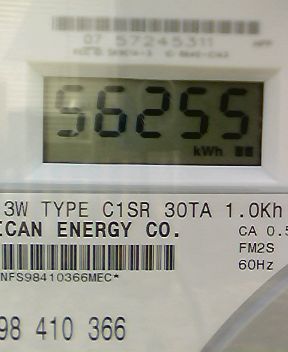 07 57245311
56255
kWh
3W TYPE C1SR 30TA 1.0Kh
ICAN ENERGY CO.
CA 0.5
FM2S
60Hz
NFS98410366MEC*
98 410 366